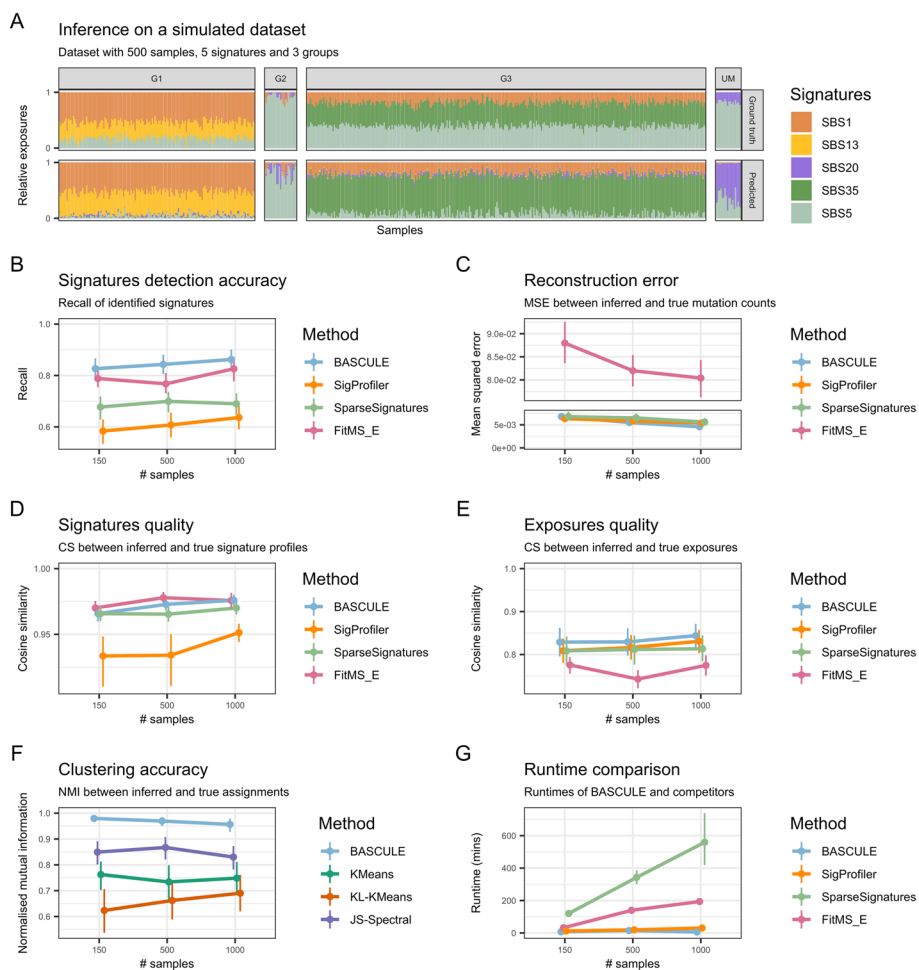 A
Inference on a simulated dataset
Dataset with 500 samples, 5 signatures and 3 groups
G1
G2
G3
UM
Relative exposures
1
0
Ground truth
1
0
Predicted
Samples
Signatures
SBS1
SBS13
SBS20
SBS35
SBS5
B
Signatures detection accuracy
Recall of identified signatures
Recall
1.0
0.8
0.6
150
500
1000
# samples
Method
BASCULE
SigProfiler
SparseSignatures
FitMS_E
C
Reconstruction error
MSE between inferred and true mutation counts
Mean squared error
9.0e-02
8.5e-02
8.0e-02
5e-03
0e+00
150
500
1000
# samples
Method
BASCULE
SigProfiler
SparseSignatures
FitMS_E
D
Signatures quality
CS between inferred and true signature profiles
Cosine similarity
1.00
0.95
150
500
1000
# samples
Method
BASCULE
SigProfiler
SparseSignatures
FitMS_E
E
Exposures quality
CS between inferred and true exposures
Cosine similarity
1.0
0.9
0.8
150
500
1000
# samples
Method
BASCULE
SigProfiler
SparseSignatures
FitMS_E
F
Clustering accuracy
NMI between inferred and true assignments
Normalised mutual information
1.0
0.9
0.8
0.7
0.6
150
500
1000
# samples
Method
BASCULE
KMeans
KL-KMeans
JS-Spectral
G
Runtime comparison
Runtimes of BASCULE and competitors
Runtime (mins)
600
400
200
0
150
500
1000
# samples
Method
BASCULE
SigProfiler
SparseSignatures
FitMS_E